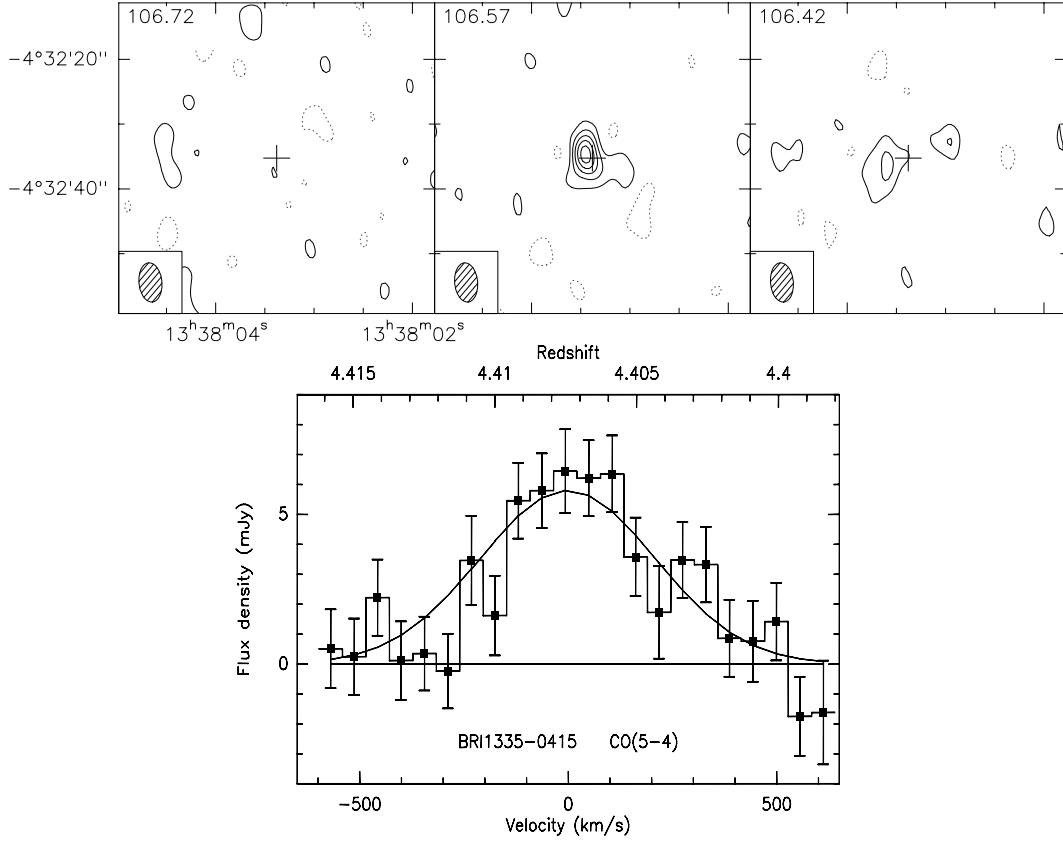 106.72
106.57
106.42
-4°32'20''
-4°32'40''
13ʰ38ᵐ04ˢ
13ʰ38ᵐ02ˢ
Redshift
4.415
4.41
4.405
4.4
Flux density (mJy)
5
0
BRI1335-0415 CO(5-4)
-500
0
500
Velocity (km/s)